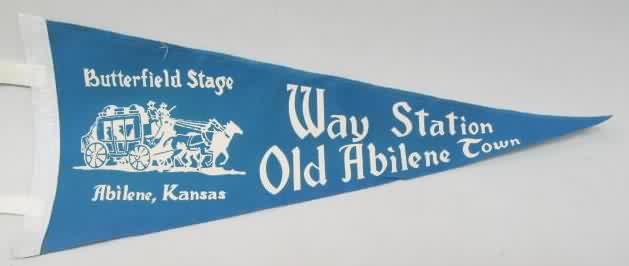 Butterfield Stage
Abilene, Kansas
Way Station
Old Abilene Town